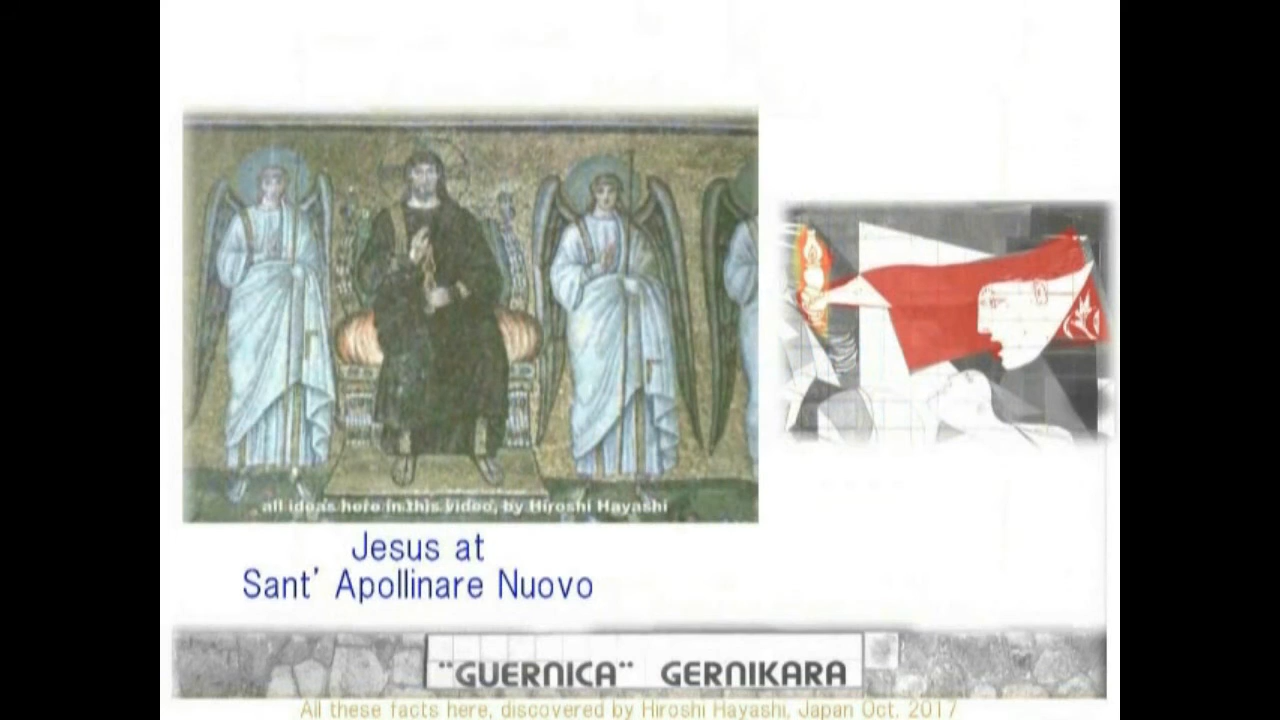 all ideas here in this video, by Hiroshi Hayashi
Jesus at
Sant' Apollinare Nuovo
"GUERNICA" GERNIKARA
All these facts here, discovered by Hiroshi Hayashi, Japan Oct. 2017